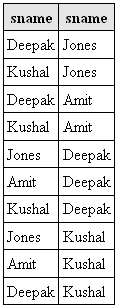 sname sname
Deepak Jones
Kushal Jones
Deepak Amit
Kushal Amit
Jones Deepak
Amit Deepak
Kushal Deepak
Jones Kushal
Amit Kushal
Deepak Kushal